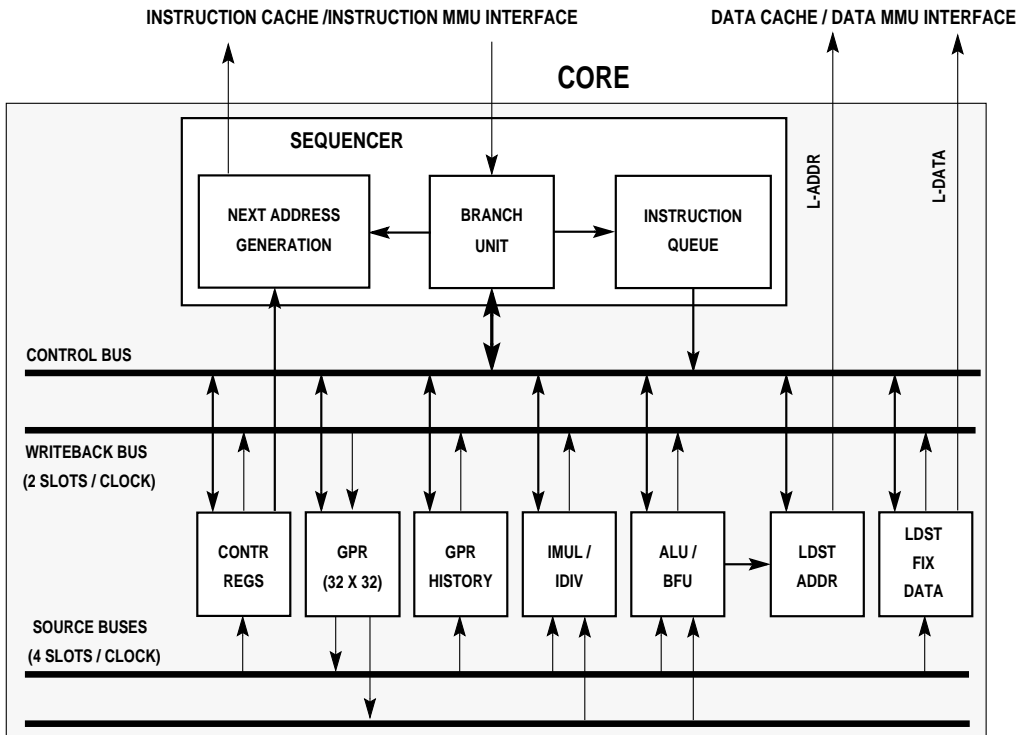 INSTRUCTION CACHE /INSTRUCTION MMU INTERFACE
DATA CACHE / DATA MMU INTERFACE
CORE
SEQUENCER
L-ADDR
L-DATA
NEXT ADDRESS
GENERATION
BRANCH
UNIT
INSTRUCTION
QUEUE
CONTROL BUS
WRITEBACK BUS
(2 SLOTS / CLOCK)
CONTR
REGS
GPR
(32 X 32)
GPR
HISTORY
IMUL /
IDIV
ALU /
BFU
LDST
ADDR
LDST
FIX
DATA
SOURCE BUSES
(4 SLOTS / CLOCK)